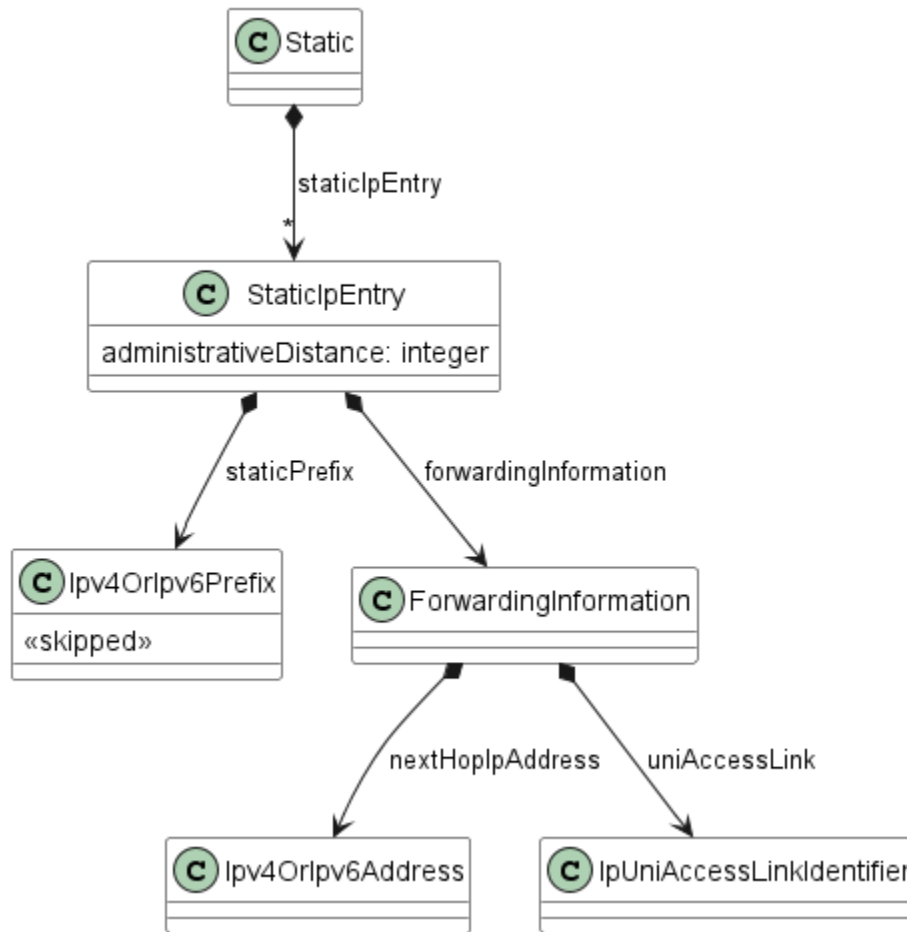 C Static
staticIpEntry
*
C StaticIpEntry
administrativeDistance: integer
staticPrefix
forwardingInformation
C Ipv4OrIpv6Prefix
«skipped»
C ForwardingInformation
nextHopIpAddress
uniAccessLink
C Ipv4OrIpv6Address
C IpUniAccessLinkIdentifier